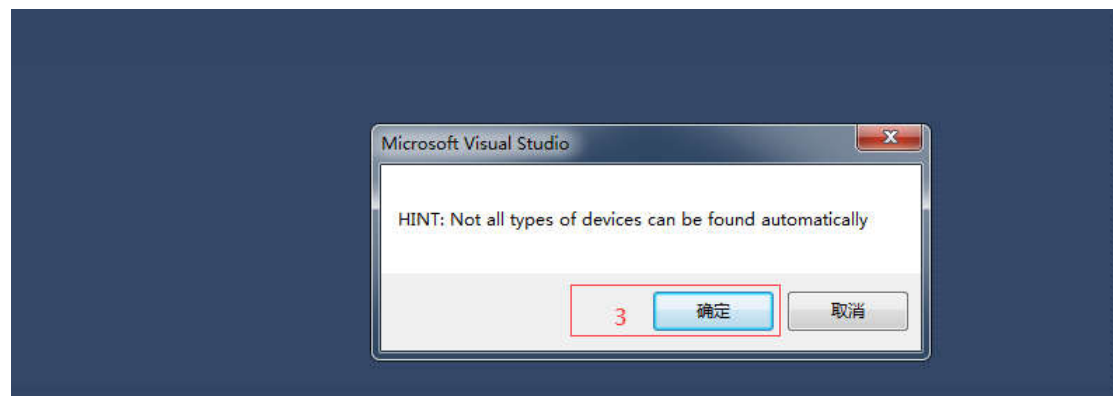 Microsoft Visual Studio
HINT: Not all types of devices can be found automatically
3 确定 取消